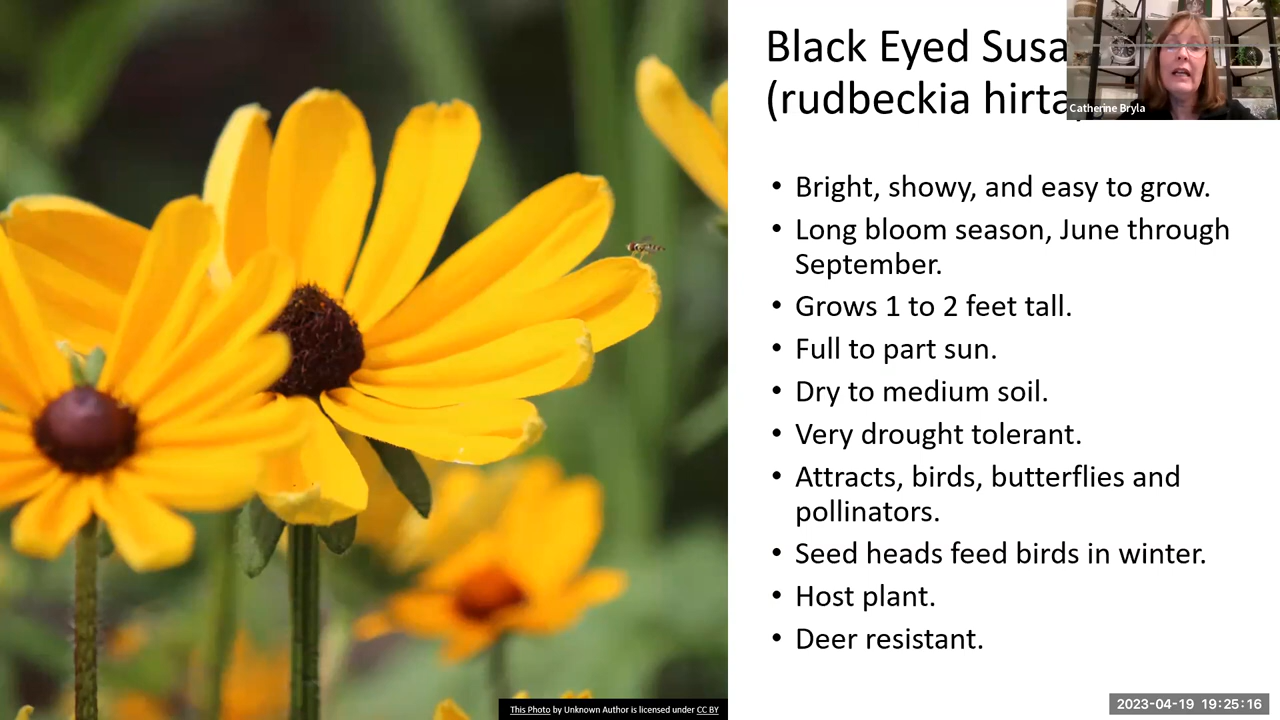 Black Eyed Susa
(rudbeckia hirta
Catherine Bryla
• Bright, showy, and easy to grow.
• Long bloom season, June through
September.
• Grows 1 to 2 feet tall.
• Full to part sun.
• Dry to medium soil.
• Very drought tolerant.
• Attracts, birds, butterflies and
pollinators.
• Seed heads feed birds in winter.
• Host plant.
• Deer resistant.
This Photo by Unknown Author is licensed under CC BY
2023-04-19 19:25:16